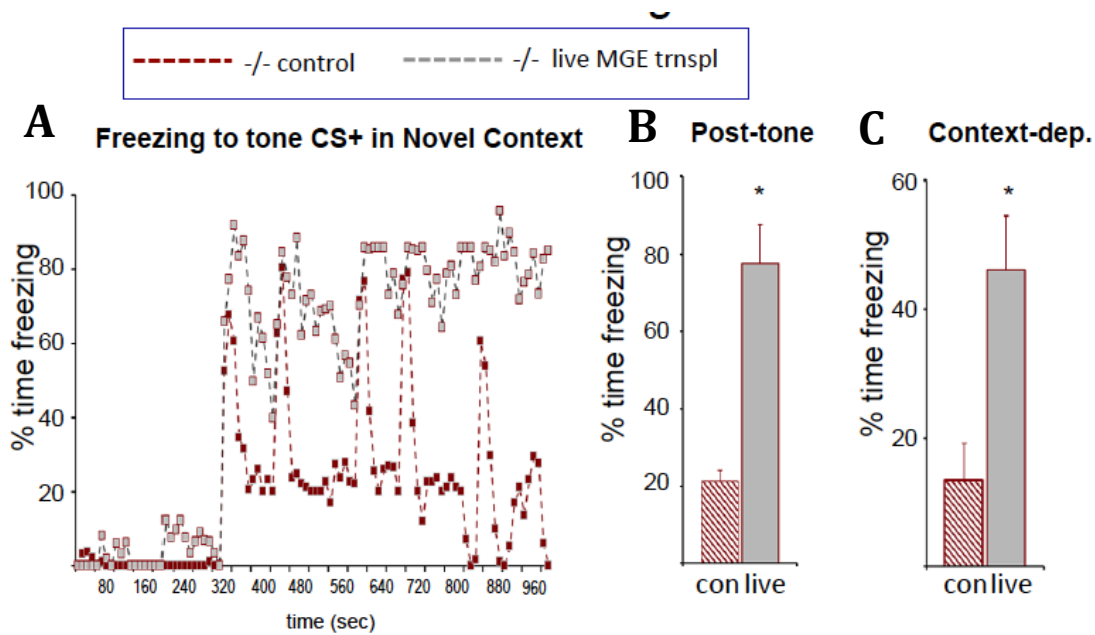 -/- control -/- live MGE trnspl
A Freezing to tone CS+ in Novel Context
% time freezing
100
80
60
40
20
80 160 240 320 400 480 560 640 720 800 880 960
time (sec)
B Post-tone
% time freezing
100
80
60
40
20
*
con live
C Context-dep.
% time freezing
60
40
20
*
con live